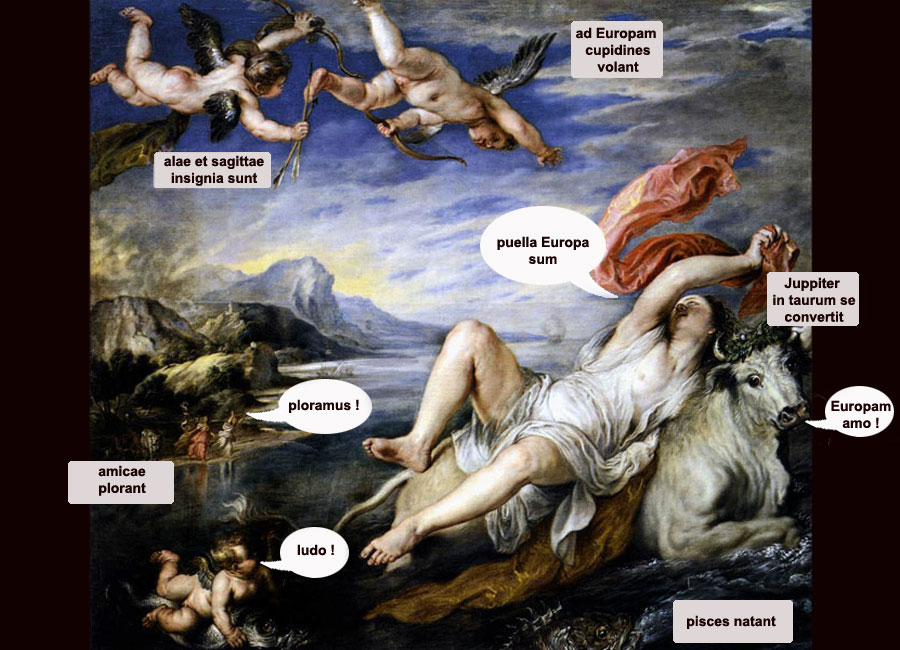 ad Europam
cupidines
volant
alae et sagittae
insignia sunt
puella Europa
sum
Juppiter
in taurum se
convertit
ploramus !
Europam
amo !
amicae
plorant
ludo !
pisces natant